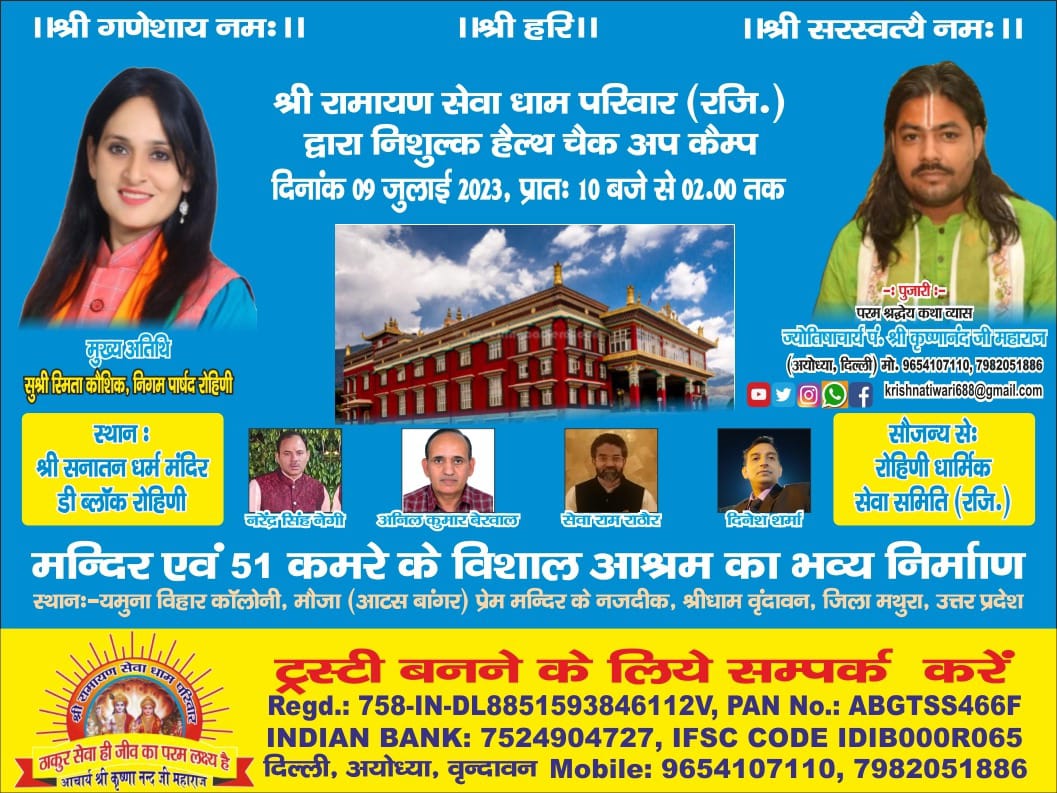 ।।श्री गणेशाय नमः।।
।।श्री हरि।।
।।श्री सरस्वत्यै नमः।।
श्री रामायण सेवा धाम परिवार (रजि.)
द्वारा निशुल्क हैल्थ चैक अप कैम्प
दिनांक 09 जुलाई 2023, प्रातः 10 बजे से 02.00 तक
मुख्य अतिथि
सुश्री स्मिता कौशिक, निगम पार्षद रोहिणी
-: पुजारी :-
परम श्रद्धेय कथा व्यास
ज्योतिषाचार्य पं. श्री कृष्णानंद जी महाराज
(अयोध्या, दिल्ली) मो. 9654107110, 7982051886
krishnatiwari688@gmail.com
स्थान :
श्री सनातन धर्म मंदिर
डी ब्लॉक रोहिणी
नरेंद्र सिंह नेगी
अनिल कुमार बेरवाल
सेवा राम राठौर
दिनेश शर्मा
सौजन्य से:
रोहिणी धार्मिक
सेवा समिति (रजि.)
मन्दिर एवं 51 कमरे के विशाल आश्रम का भव्य निर्माण
स्थानः-यमुना विहार कॉलोनी, मौजा (आटस बांगर) प्रेम मन्दिर के नजदीक, श्रीधाम वृंदावन, जिला मथुरा, उत्तर प्रदेश
श्री रामायण सेवा धाम परिवार
ठाकुर सेवा ही जीव का परम लक्ष्य है
आचार्य श्री कृष्णा नन्द जी महाराज
ट्रस्टी बनने के लिये सम्पर्क करें
Regd.: 758-IN-DL8851593846112V, PAN No.: ABGTSS466F
INDIAN BANK: 7524904727, IFSC CODE IDIB000R065
दिल्ली, अयोध्या, वृन्दावन Mobile: 9654107110, 7982051886